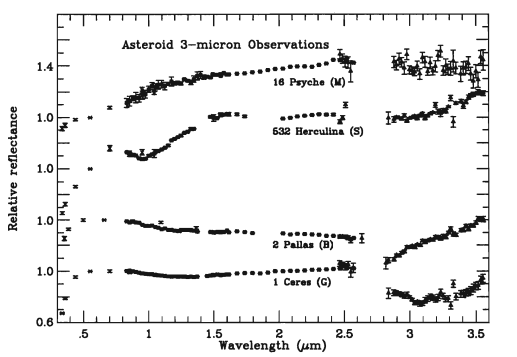 Asteroid 3-micron Observations
1.4
16 Psyche (M)
1.0
532 Herculina (S)
1.0
Relative reflectance
1.0
2 Pallas (B)
1.0
1 Ceres (G)
0.6
.5 1 1.5 2 2.5 3 3.5
Wavelength (μm)